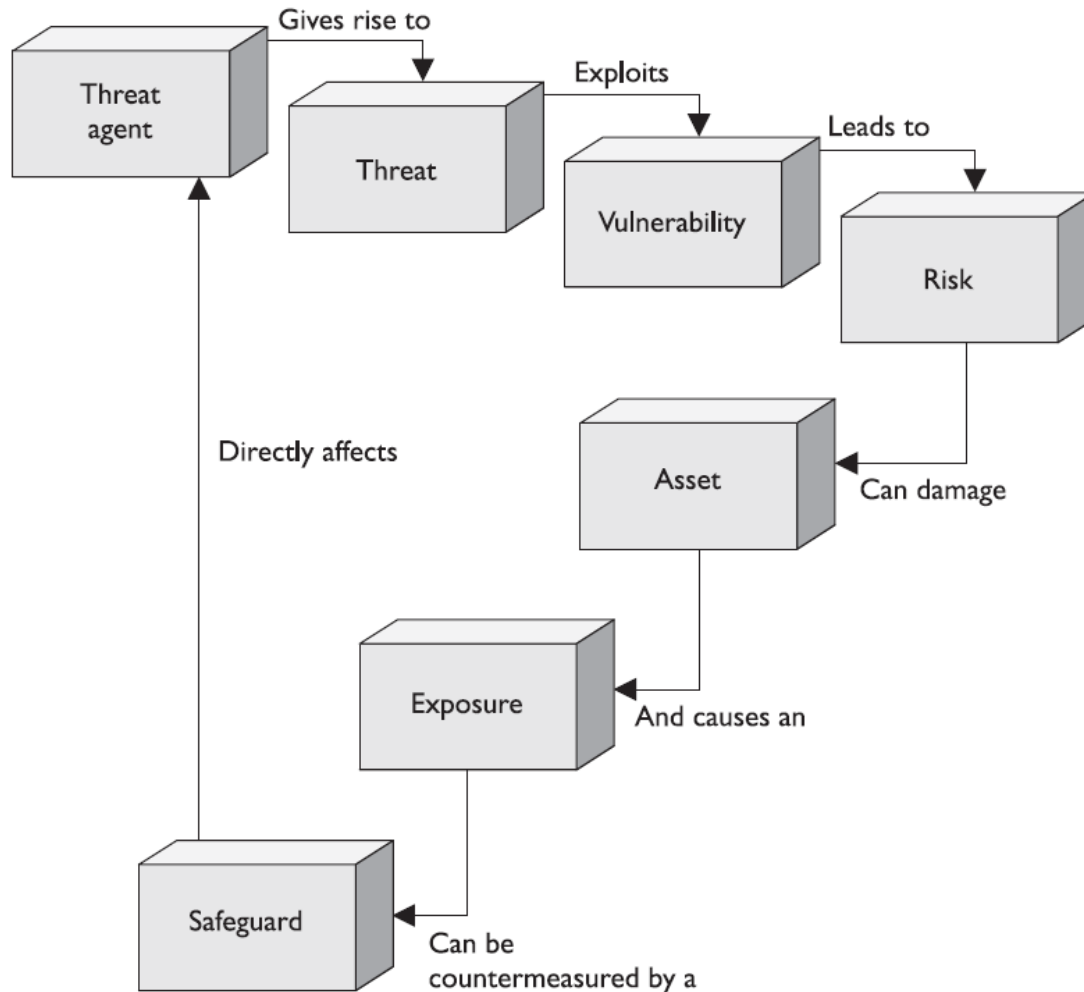 Gives rise to
Threat
agent
Exploits
Threat
Leads to
Vulnerability
Risk
Directly affects
Asset
Can damage
Exposure
And causes an
Safeguard
Can be
countermeasured by a